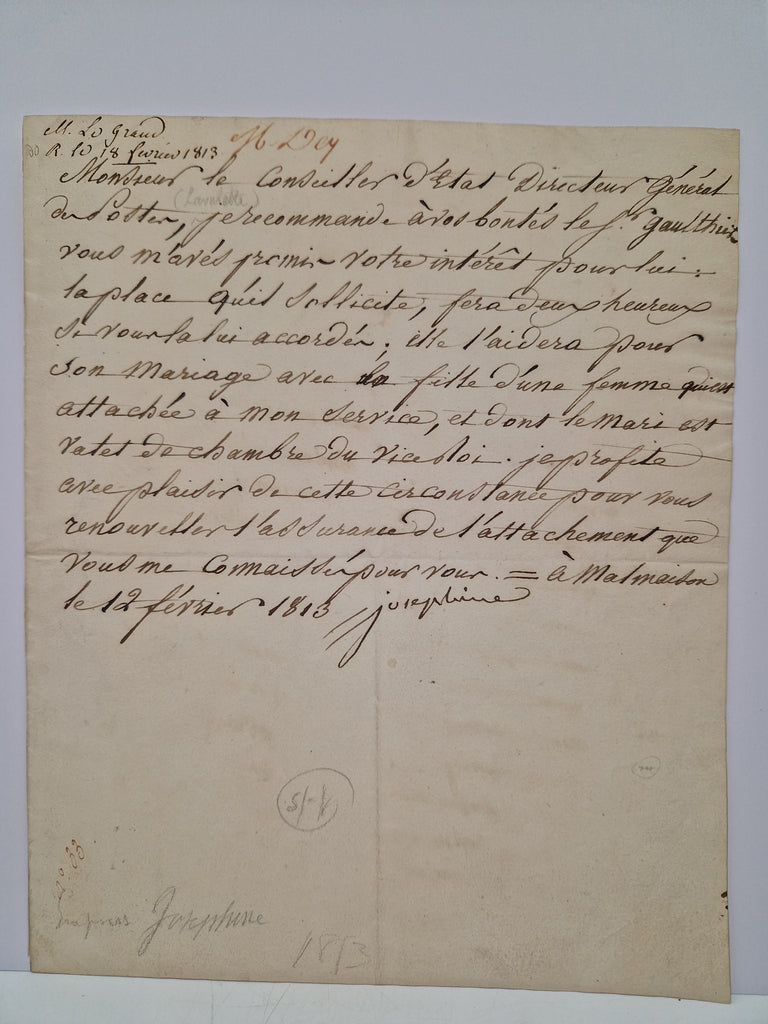 M. Le Grand
R. le 18 fevrier 1813
M. Dey
Monsieur le Conseiller d'Etat Directeur Général
(Lavalette)
des Postes, je recommande à vos bontés le Sr. Gaulthier
vous m'avés promis votre intérêt pour lui :
la place qu'il sollicite, fera deux heureux
si vous la lui accordés ; elle l'aidera pour
son Mariage avec la fille d'une femme qui est
attachée à mon service, et dont le mari est
valet de chambre du vice Roi . je profite
avec plaisir de cette circonstance pour vous
renouveller l'assurance de l'attachement que
vous me connaissés pour vous . = à Malmaison
le 12 février 1813 josephine
Josephine
1813